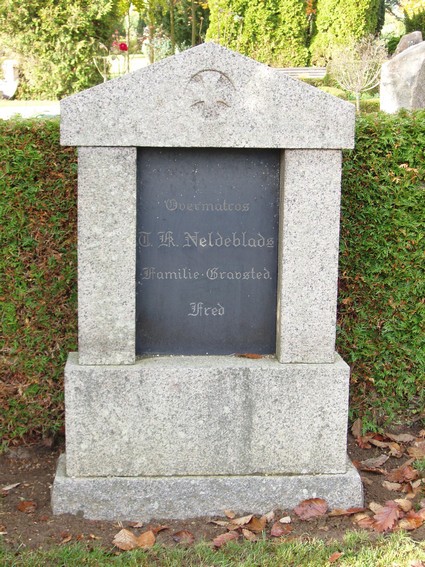 Overmatros
T. K. Neldeblads
Familie-Gravsted.
Fred